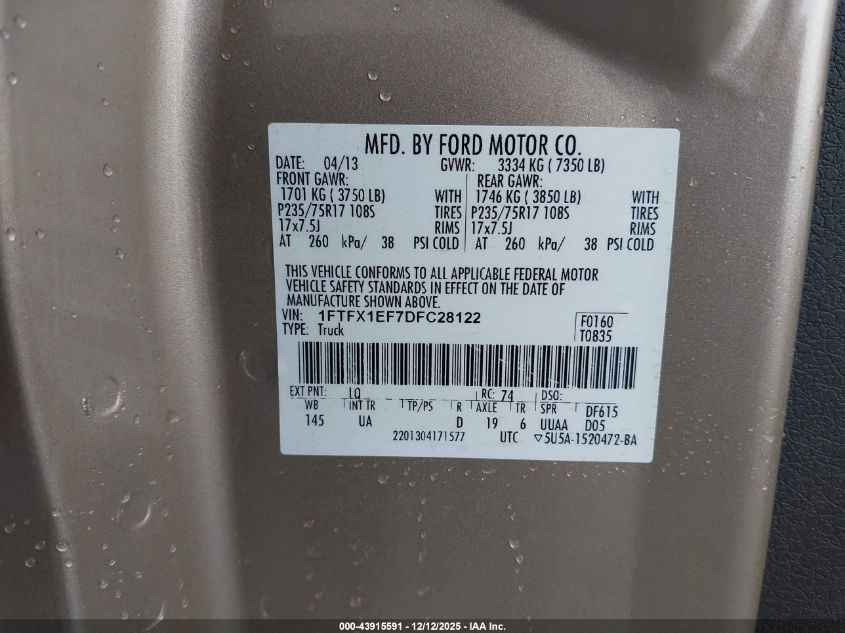 MFD. BY FORD MOTOR CO.
DATE: 04/13 GVWR: 3334 KG ( 7350 LB)
FRONT GAWR: REAR GAWR:
1701 KG ( 3750 LB) WITH 1746 KG ( 3850 LB) WITH
P235/75R17 108S TIRES P235/75R17 108S TIRES
17x7.5J RIMS 17x7.5J RIMS
AT 260 kPa/ 38 PSI COLD AT 260 kPa/ 38 PSI COLD
THIS VEHICLE CONFORMS TO ALL APPLICABLE FEDERAL MOTOR
VEHICLE SAFETY STANDARDS IN EFFECT ON THE DATE OF
MANUFACTURE SHOWN ABOVE.
VIN: 1FTFX1EF7DFC28122
TYPE: Truck
F0160
T0835
EXT PNT: LQ RC: 74 DSO:
WB INT TR TP/PS R AXLE TR SPR DF615
145 UA D 19 6 UUAA D05
2201304171577 UTC ▽5U5A-1520472-BA
000-43915591 / 12/12/2025 - IAA Inc.